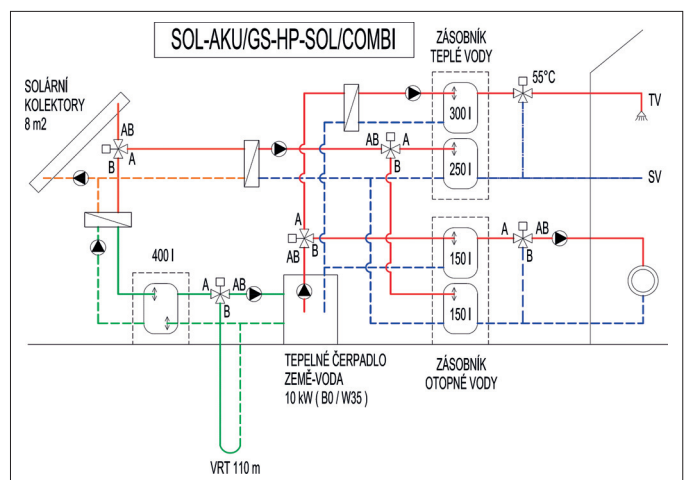 SOL-AKU/GS-HP-SOL/COMBI
ZÁSOBNÍK
TEPLÉ VODY
SOLÁRNÍ
KOLEKTORY
8 m2
55°C
TV
300 l
AB
A
B
AB
A
B
250 l
SV
A
B
AB
150 l
A
AB
B
400 l
A
AB
B
150 l
TEPELNÉ ČERPADLO
ZEMĚ-VODA
10 kW ( B0 / W35 )
ZÁSOBNÍK
OTOPNÉ VODY
VRT 110 m